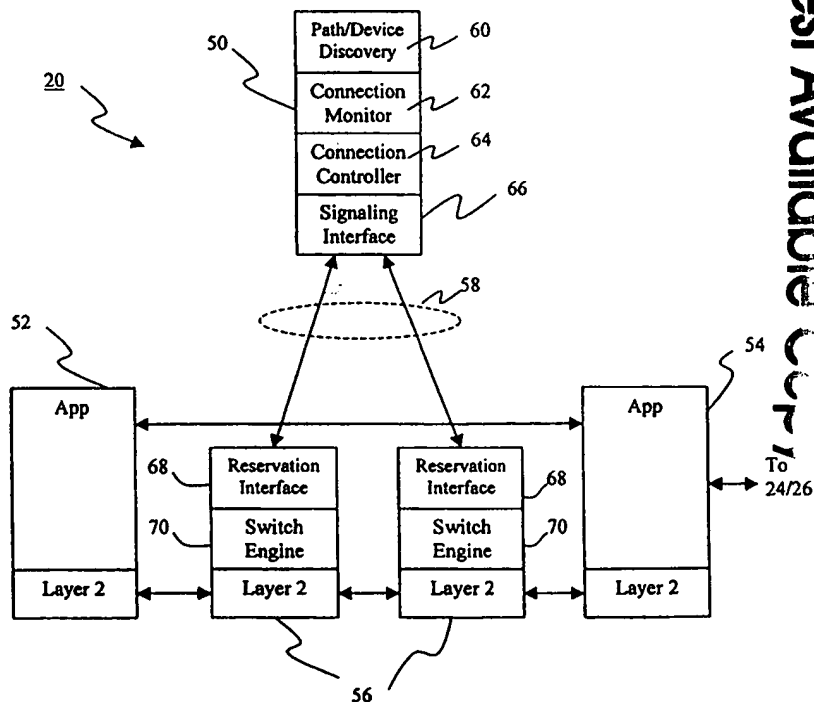 Path/Device
Discovery
60
50
20
Connection
Monitor
62
Connection
Controller
64
Signaling
Interface
66
58
52
54
App
App
68
Reservation
Interface
Reservation
Interface
68
To
24/26
70
Switch
Engine
Switch
Engine
70
Layer 2
Layer 2
Layer 2
Layer 2
56
Available Copy